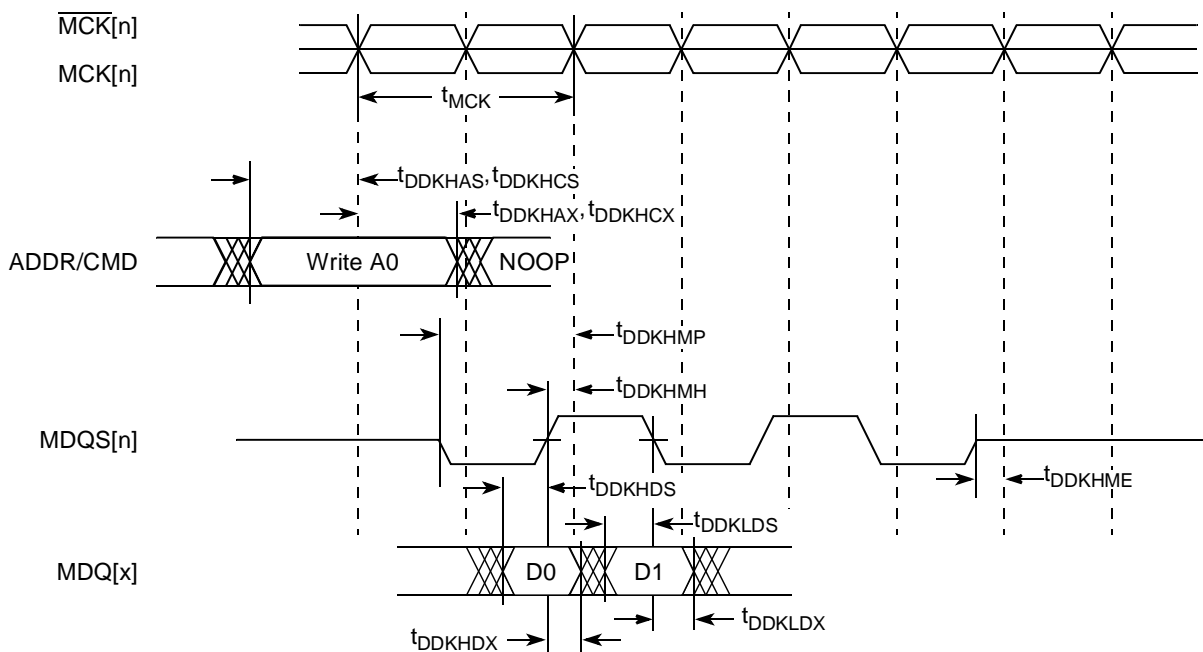 MCK[n]
MCK[n]
tMCK
tDDKHAS,tDDKHCS
tDDKHAX,tDDKHCX
ADDR/CMD Write A0 NOOP
tDDKHMP
tDDKHMH
MDQS[n]
tDDKHME
tDDKHDS
tDDKLDS
MDQ[x] D0 D1
tDDKLDX
tDDKHDX